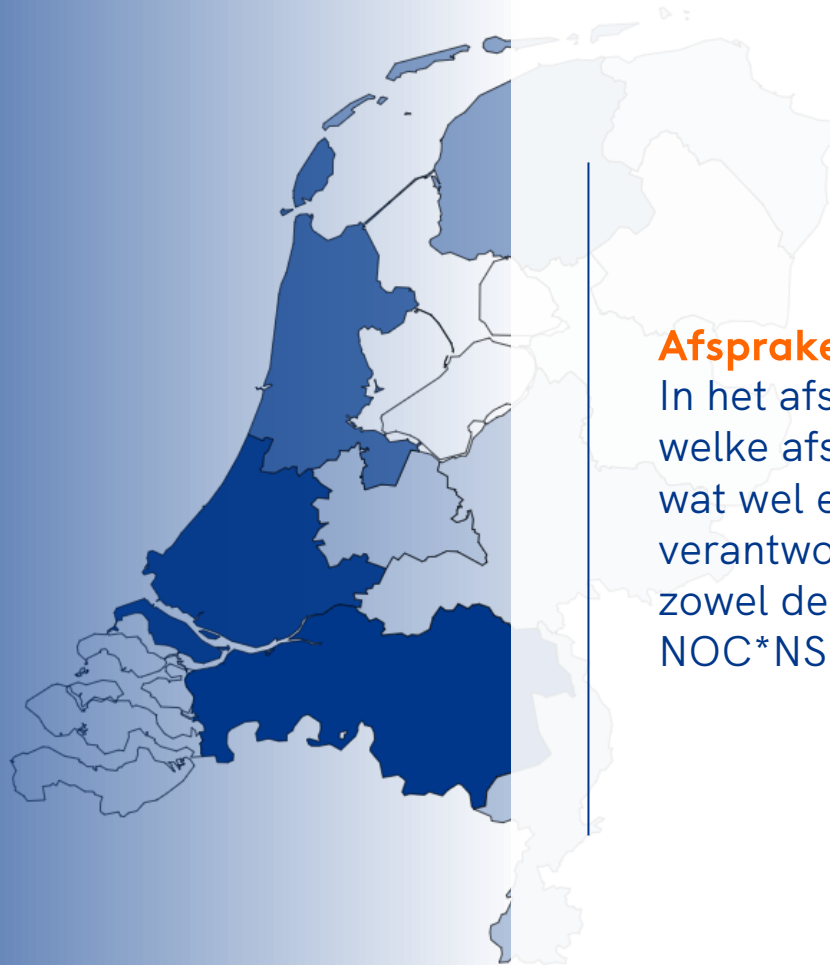 Afsprake
In het afs
welke afs
wat wel e
verantwo
zowel de
NOC*NS